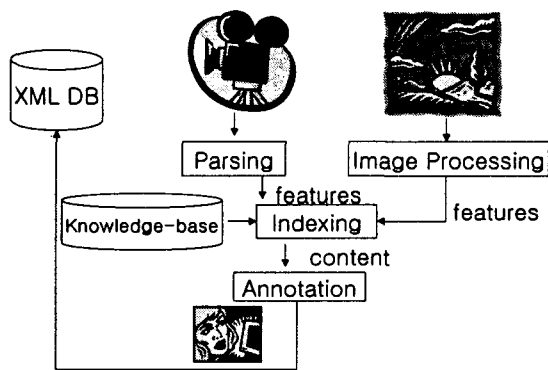 XML DB
Parsing
Image Processing
features
Knowledge-base
Indexing
features
content
Annotation